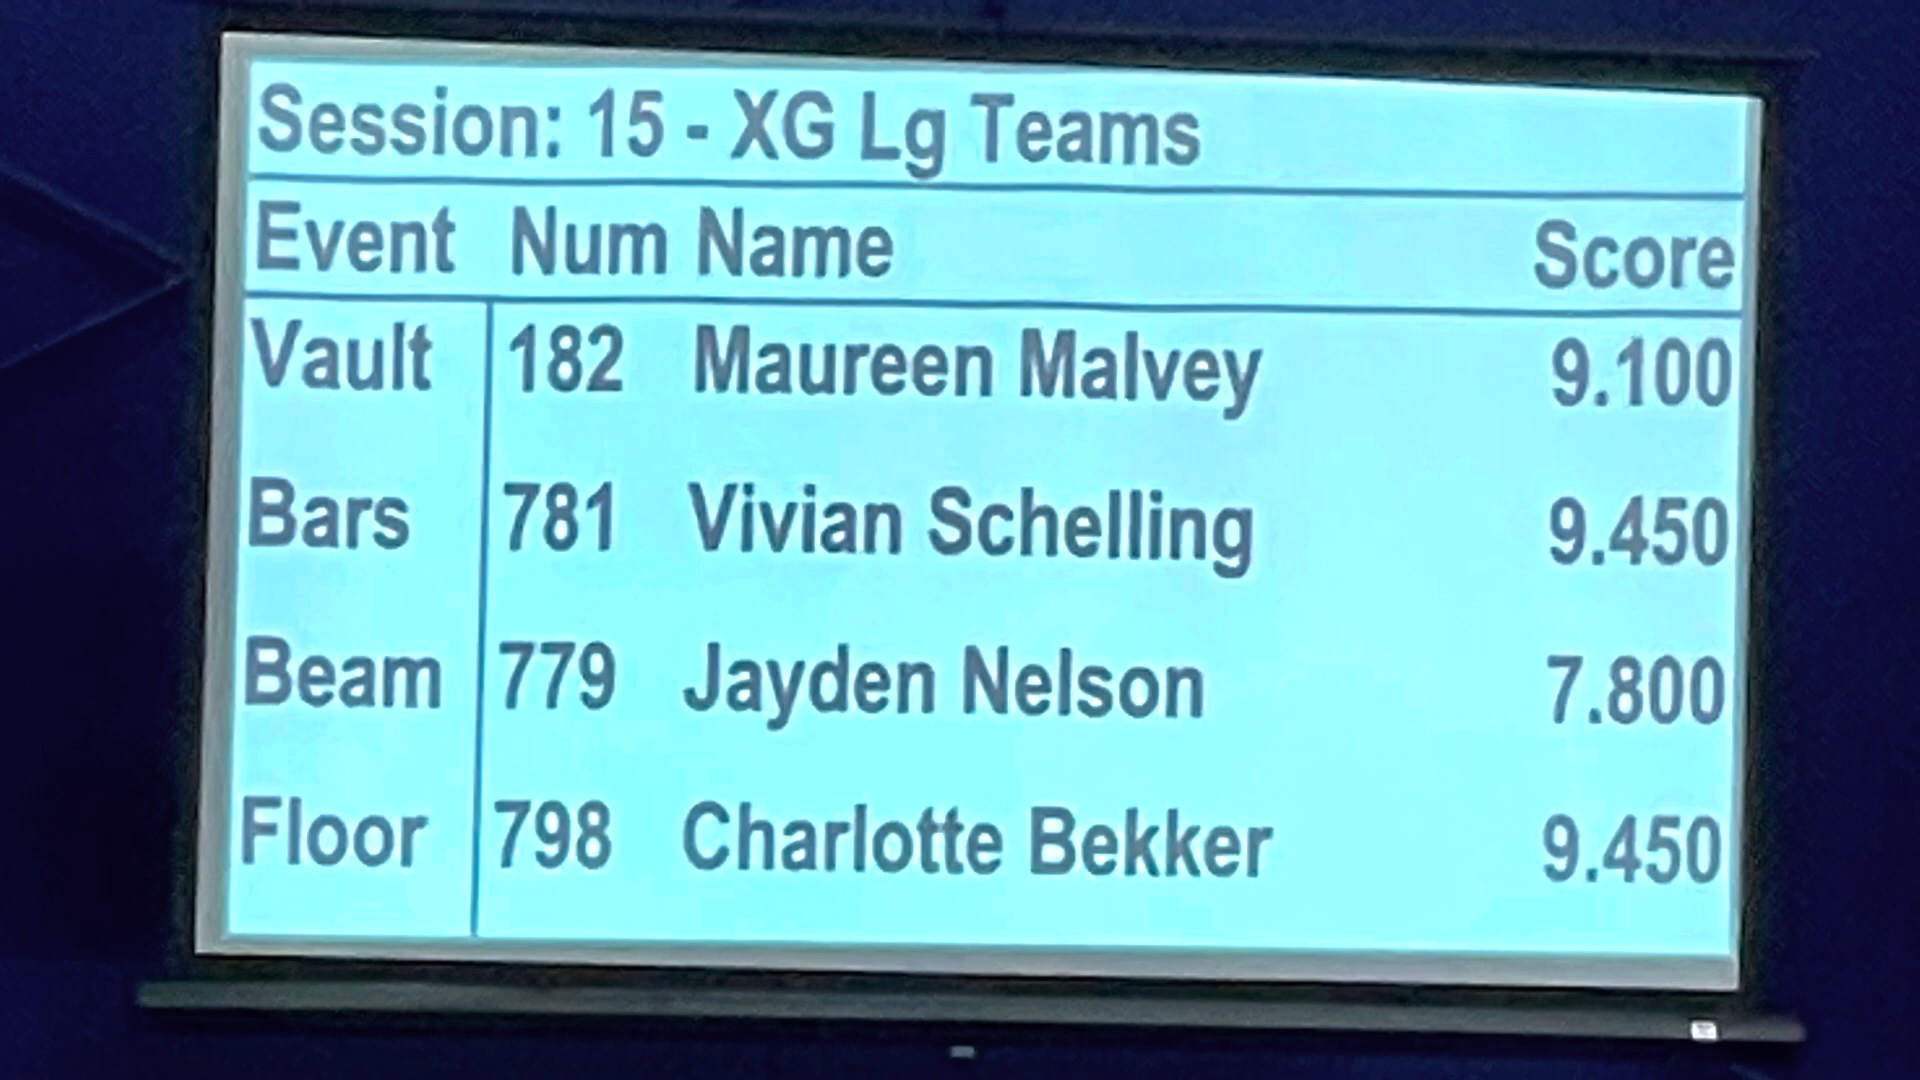 Session: 15 - XG Lg Teams
Event Num Name Score
Vault 182 Maureen Malvey 9.100
Bars 781 Vivian Schelling 9.450
Beam 779 Jayden Nelson 7.800
Floor 798 Charlotte Bekker 9.450